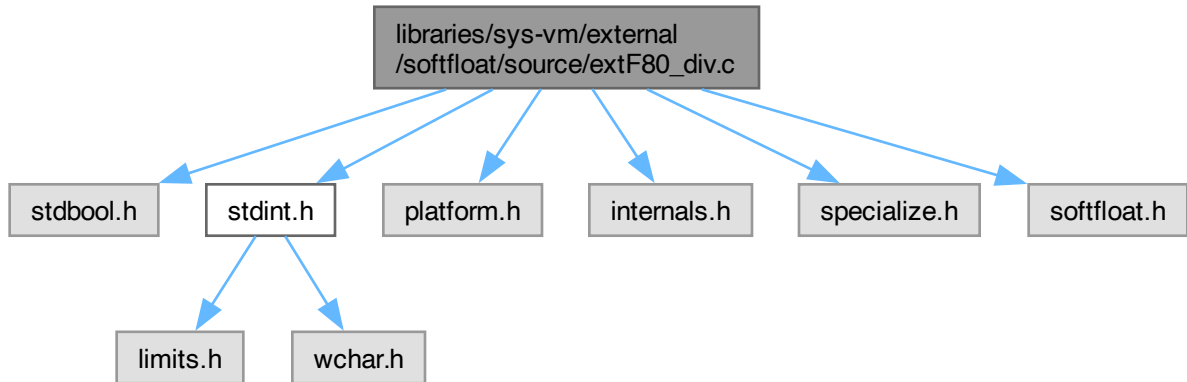 libraries/sys-vm/external
/softfloat/source/extF80_div.c
stdbool.h
stdint.h
platform.h
internals.h
specialize.h
softfloat.h
limits.h
wchar.h